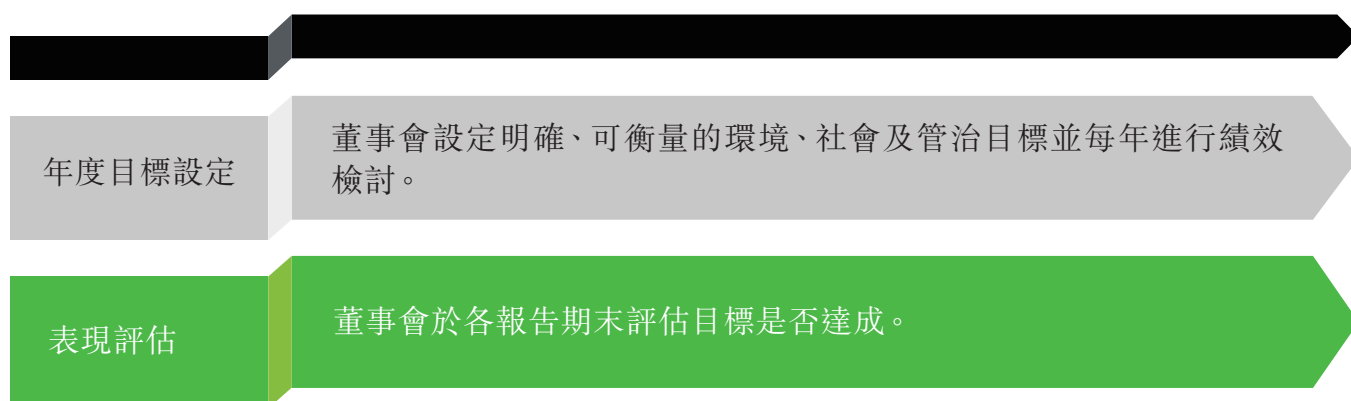 年度目標設定
董事會設定明確、可衡量的環境、社會及管治目標並每年進行績效
檢討。
表現評估
董事會於各報告期末評估目標是否達成。